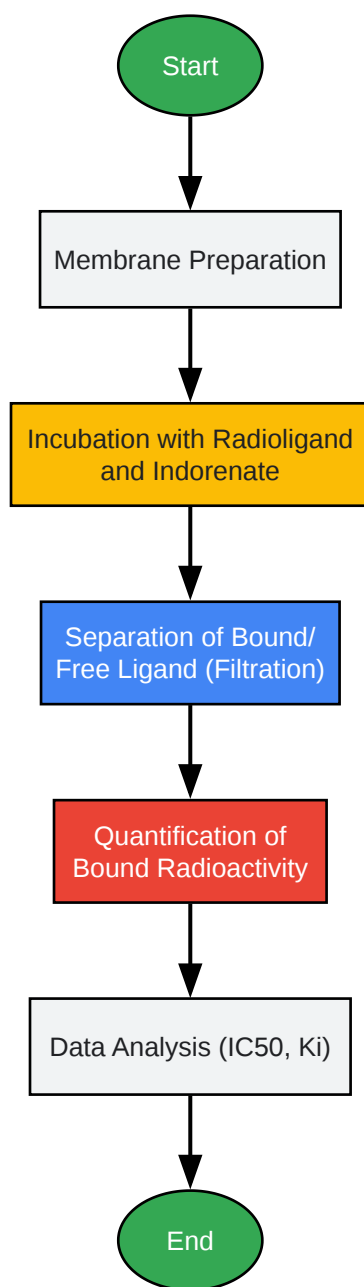 Start
Membrane Preparation
Incubation with Radioligand
and Indorenate
Separation of Bound/
Free Ligand (Filtration)
Quantification of
Bound Radioactivity
Data Analysis (IC50, Ki)
End